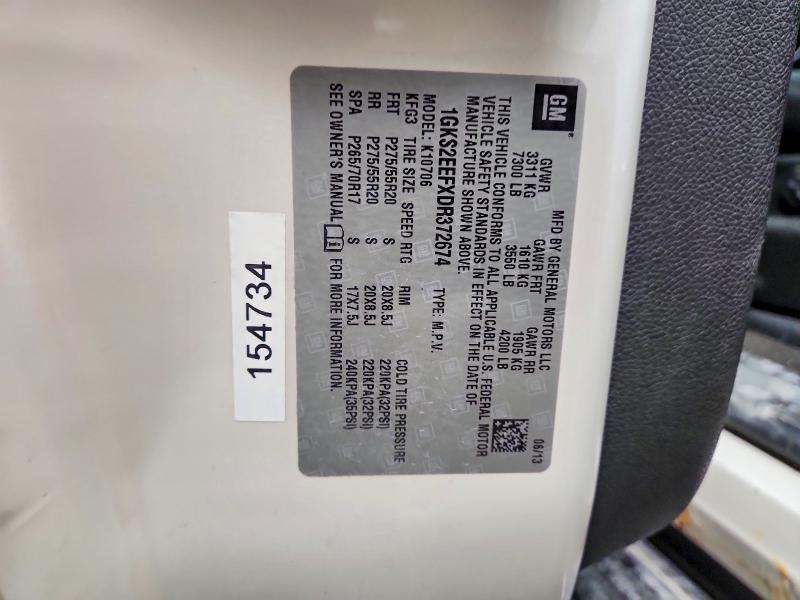 GM
MFD BY GENERAL MOTORS LLC 06/13
GVWR GAWR FRT GAWR RR
3311 KG 1610 KG 1905 KG
7300 LB 3550 LB 4200 LB
THIS VEHICLE CONFORMS TO ALL APPLICABLE U.S. FEDERAL MOTOR
VEHICLE SAFETY STANDARDS IN EFFECT ON THE DATE OF
MANUFACTURE SHOWN ABOVE.
1GKS2EEFXDR372674 TYPE: M.P.V.
MODEL: K10706
KFG3 TIRE SIZE SPEED RTG RIM COLD TIRE PRESSURE
FRT P275/55R20 S 20X8.5J 220KPA(32PSI)
RR P275/55R20 S 20X8.5J 220KPA(32PSI)
SPA P265/70R17 S 17X7.5J 240KPA(35PSI)
SEE OWNER'S MANUAL FOR MORE INFORMATION.
154734